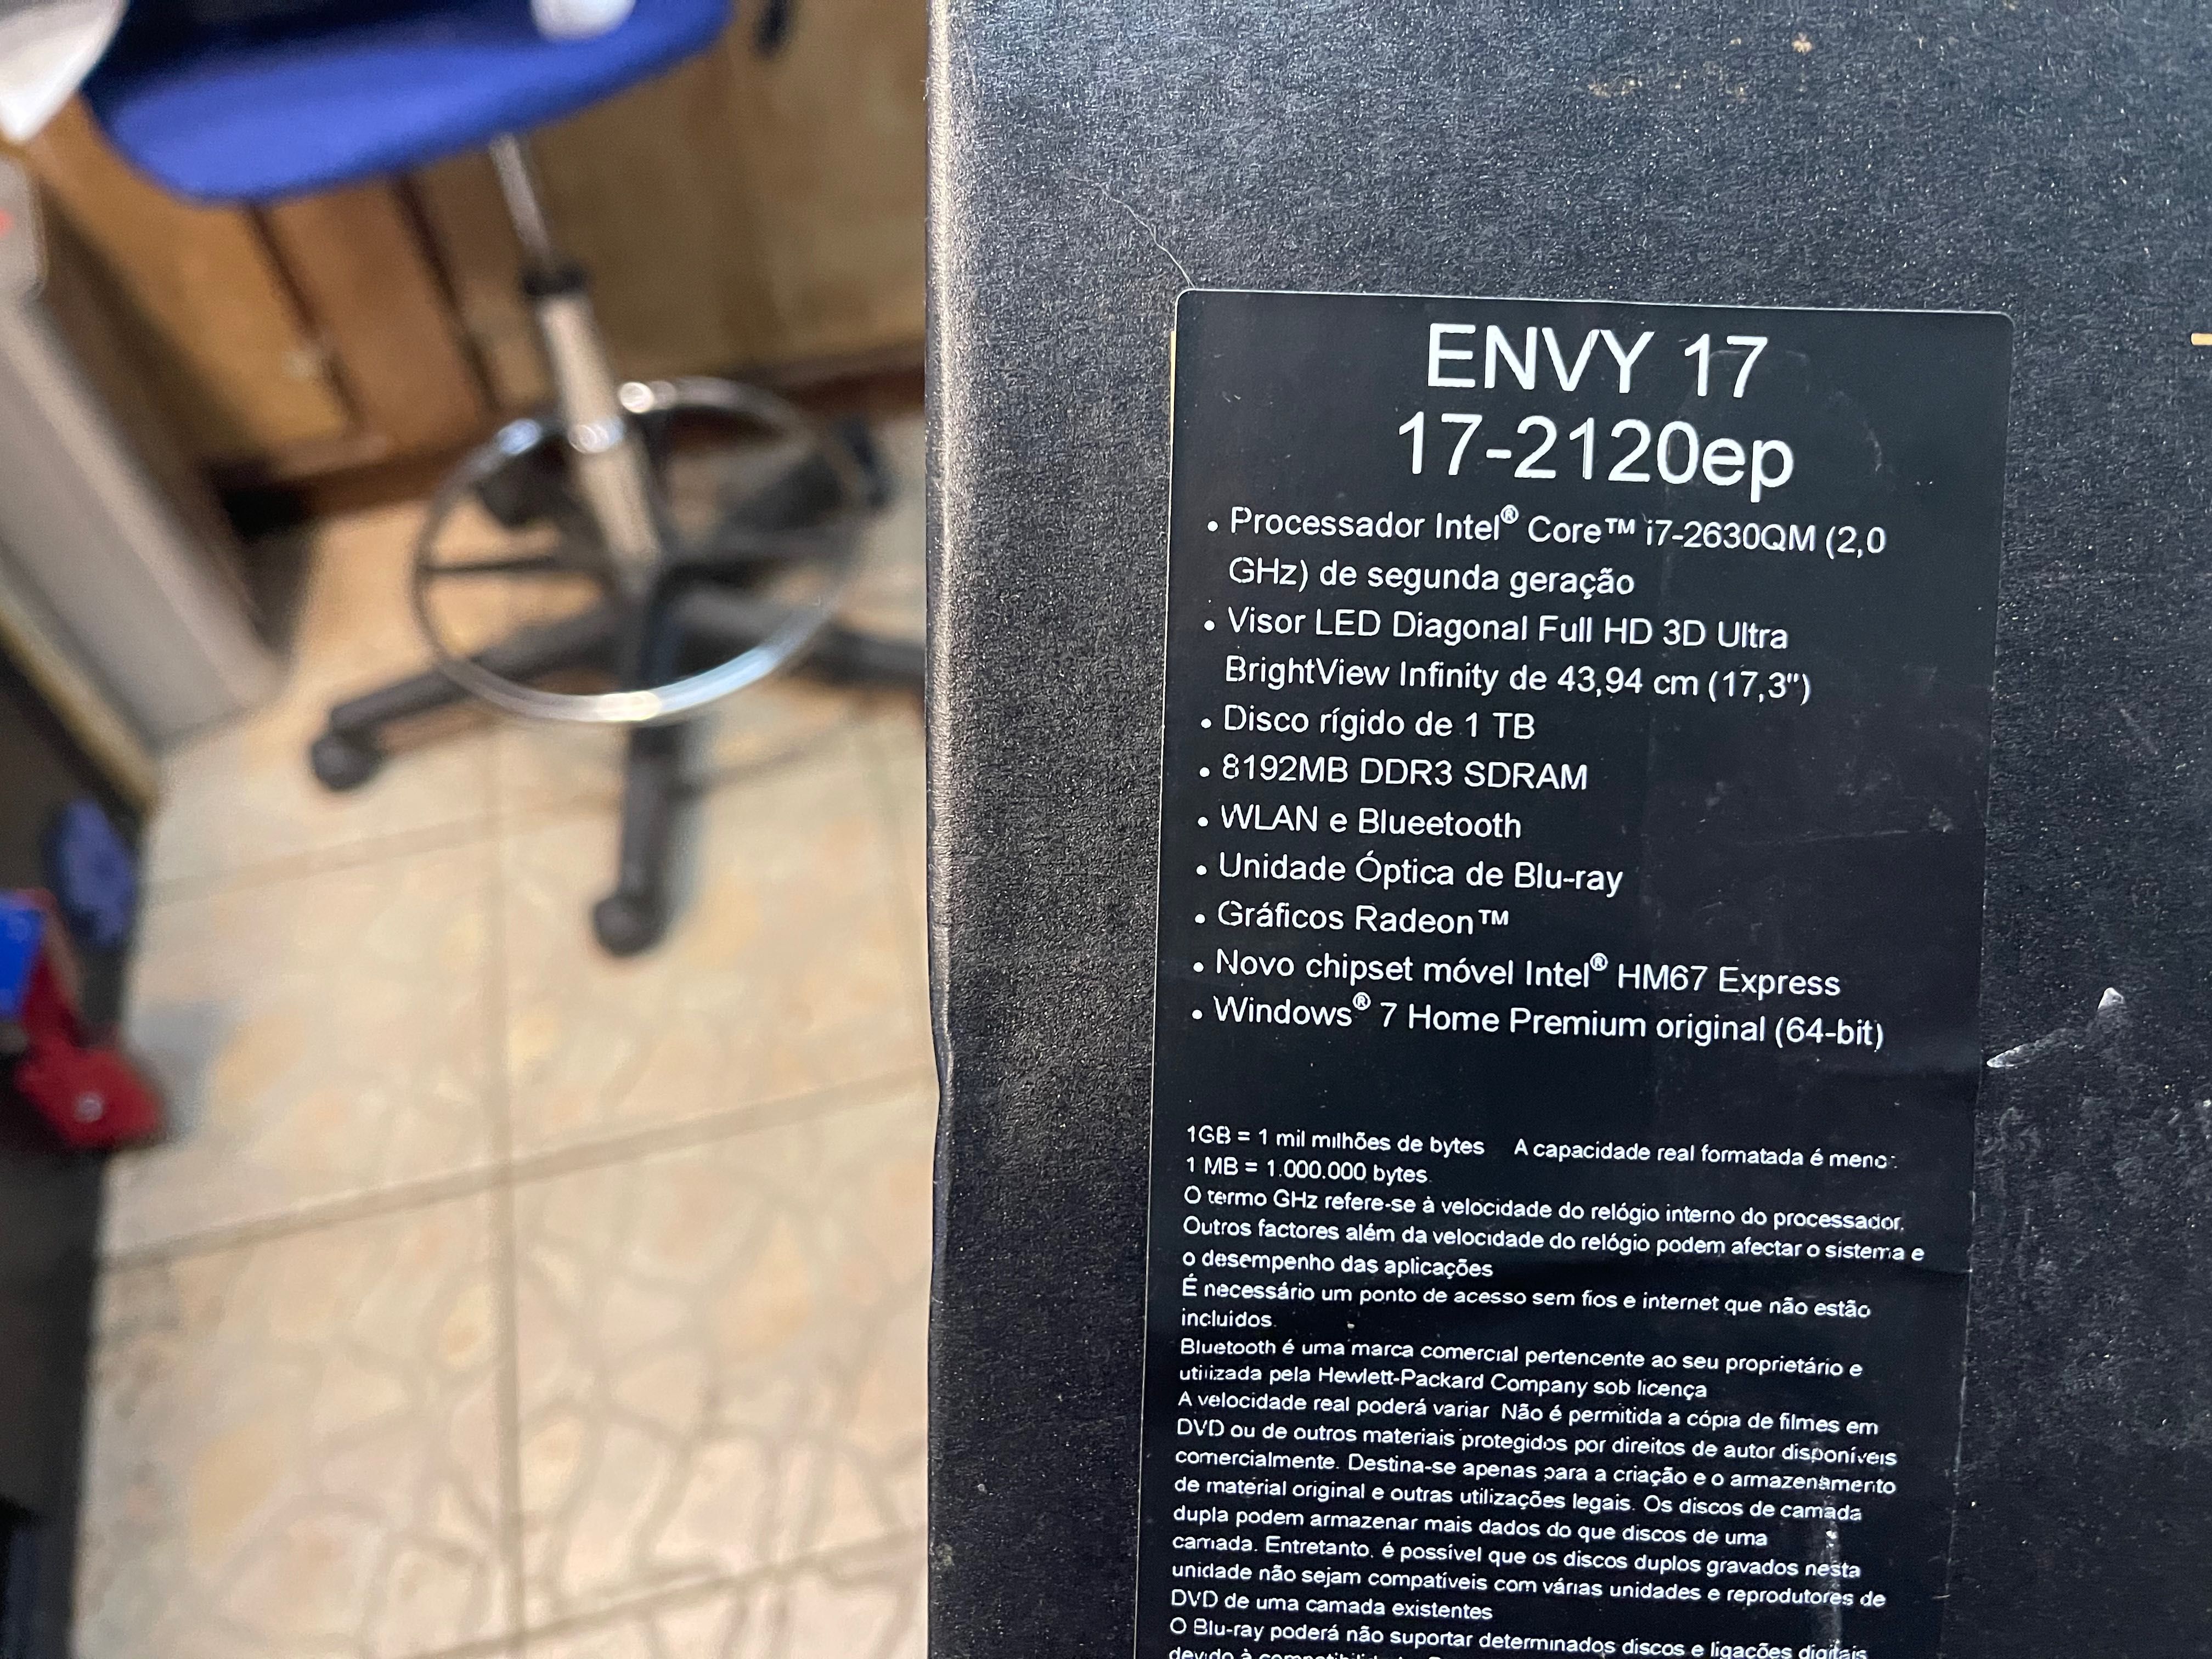 ENVY 17
17-2120ep
• Processador Intel® Core™ i7-2630QM (2,0
GHz) de segunda geração
• Visor LED Diagonal Full HD 3D Ultra
BrightView Infinity de 43,94 cm (17,3")
• Disco rígido de 1 TB
• 8192MB DDR3 SDRAM
• WLAN e Blueetooth
• Unidade Óptica de Blu-ray
• Gráficos Radeon™
• Novo chipset móvel Intel® HM67 Express
• Windows® 7 Home Premium original (64-bit)
1GB = 1 mil milhões de bytes A capacidade real formatada é menor
1 MB = 1.000.000 bytes.
O termo GHz refere-se à velocidade do relógio interno do processador.
Outros factores além da velocidade do relógio podem afectar o sistema e
o desempenho das aplicações
É necessário um ponto de acesso sem fios e internet que não estão
incluidos.
Bluetooth é uma marca comercial pertencente ao seu proprietário e
utilizada pela Hewlett-Packard Company sob licença
A velocidade real poderá variar Não é permitida a cópia de filmes em
DVD ou de outros materiais protegidos por direitos de autor disponíveis
comercialmente. Destina-se apenas para a criação e o armazenamento
de material original e outras utilizações legais. Os discos de camada
dupla podem armazenar mais dados do que discos de uma
camada. Entretanto, é possível que os discos duplos gravados nesta
unidade não sejam compatíveis com várias unidades e reprodutores de
DVD de uma camada existentes
O Blu-ray poderá não suportar determinados discos e ligações digitais
devido à